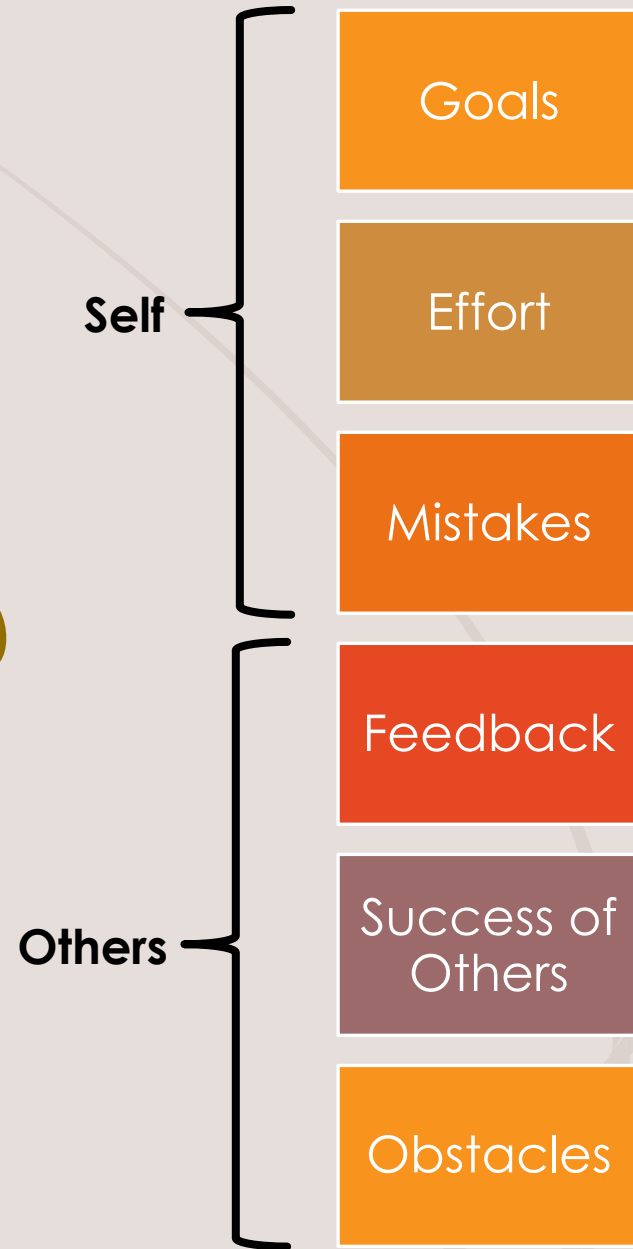 Goals
Self
Effort
Mistakes
Feedback
Others
Success of
Others
Obstacles